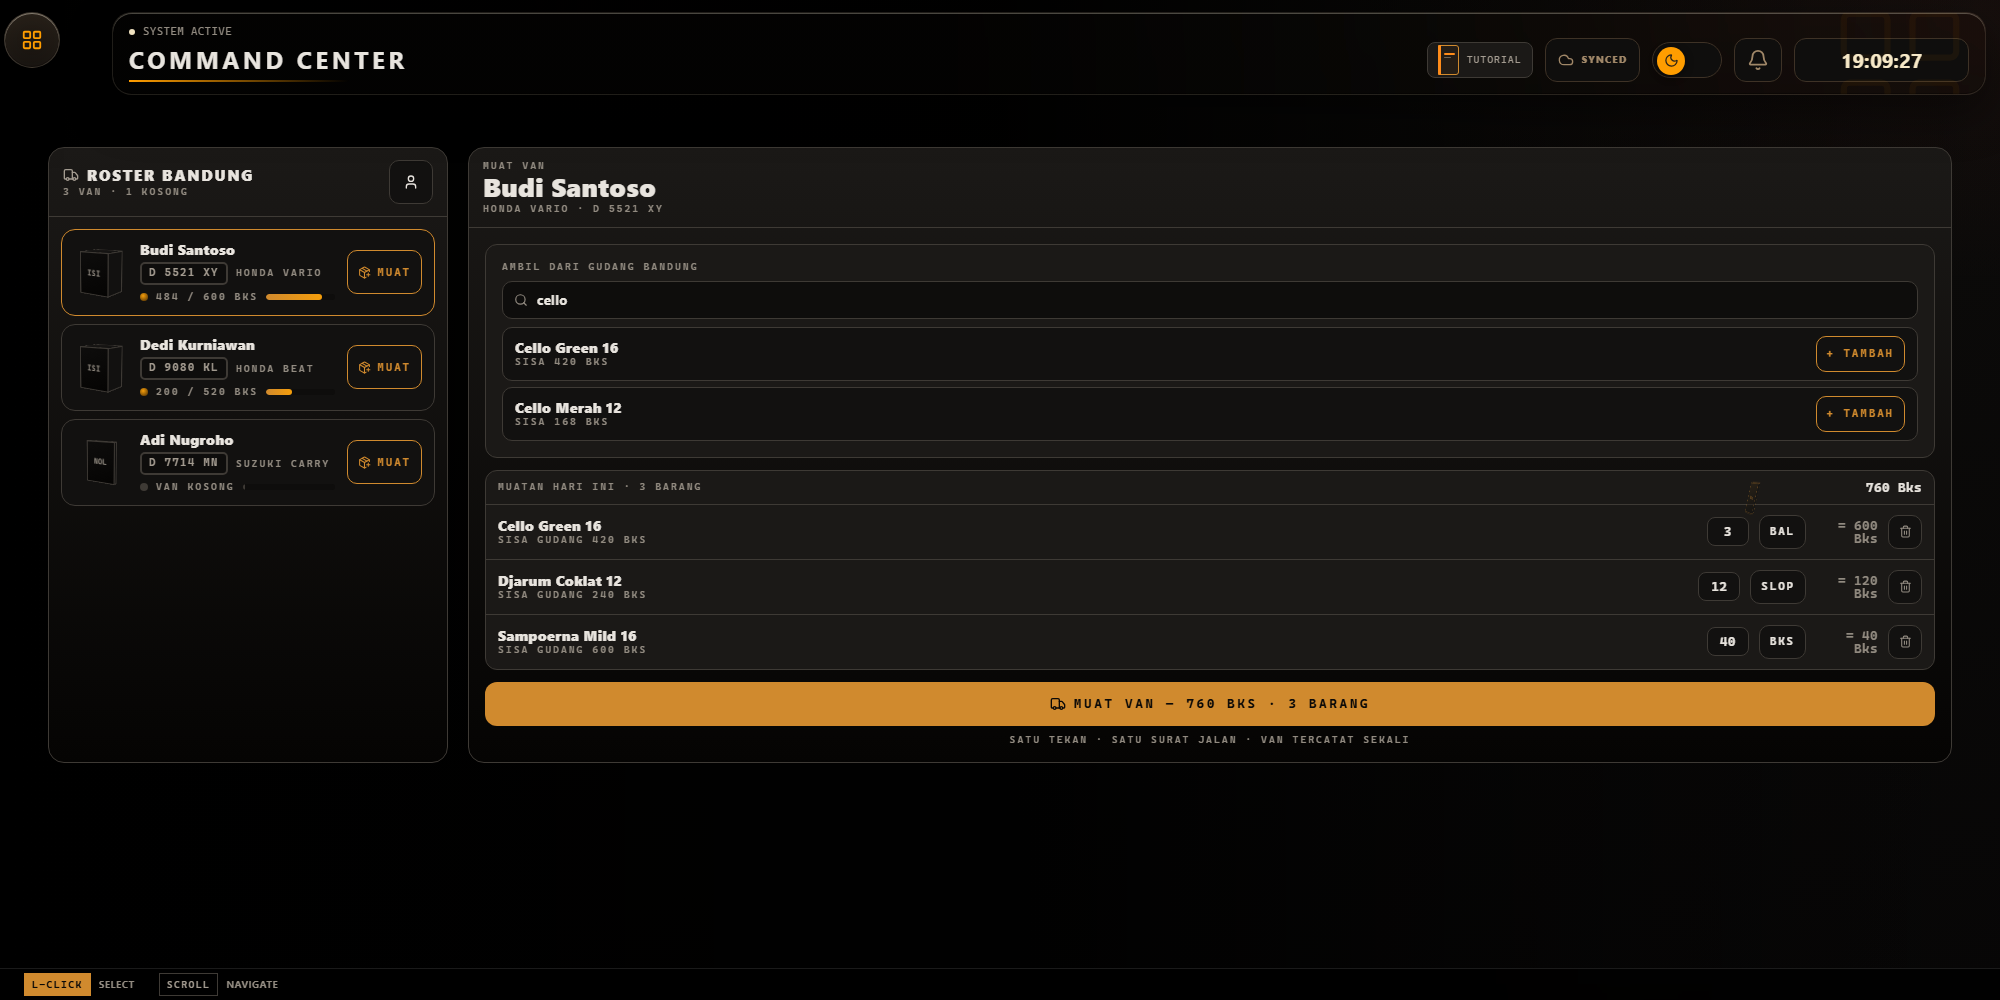 SYSTEM ACTIVE
COMMAND CENTER
TUTORIAL
SYNCED
19:09:27
ROSTER BANDUNG
3 VAN · 1 KOSONG
ISI
Budi Santoso
D 5521 XY HONDA VARIO
484 / 600 BKS
MUAT
ISI
Dedi Kurniawan
D 9080 KL HONDA BEAT
200 / 520 BKS
MUAT
NOL
Adi Nugroho
D 7714 MN SUZUKI CARRY
VAN KOSONG
MUAT
MUAT VAN
Budi Santoso
HONDA VARIO · D 5521 XY
AMBIL DARI GUDANG BANDUNG
cello
Cello Green 16
SISA 420 BKS
+ TAMBAH
Cello Merah 12
SISA 168 BKS
+ TAMBAH
MUATAN HARI INI · 3 BARANG
760 Bks
Cello Green 16
SISA GUDANG 420 BKS
3 BAL = 600 Bks
Djarum Coklat 12
SISA GUDANG 240 BKS
12 SLOP = 120 Bks
Sampoerna Mild 16
SISA GUDANG 600 BKS
40 BKS = 40 Bks
MUAT VAN — 760 BKS · 3 BARANG
SATU TEKAN · SATU SURAT JALAN · VAN TERCATAT SEKALI
L-CLICK SELECT SCROLL NAVIGATE